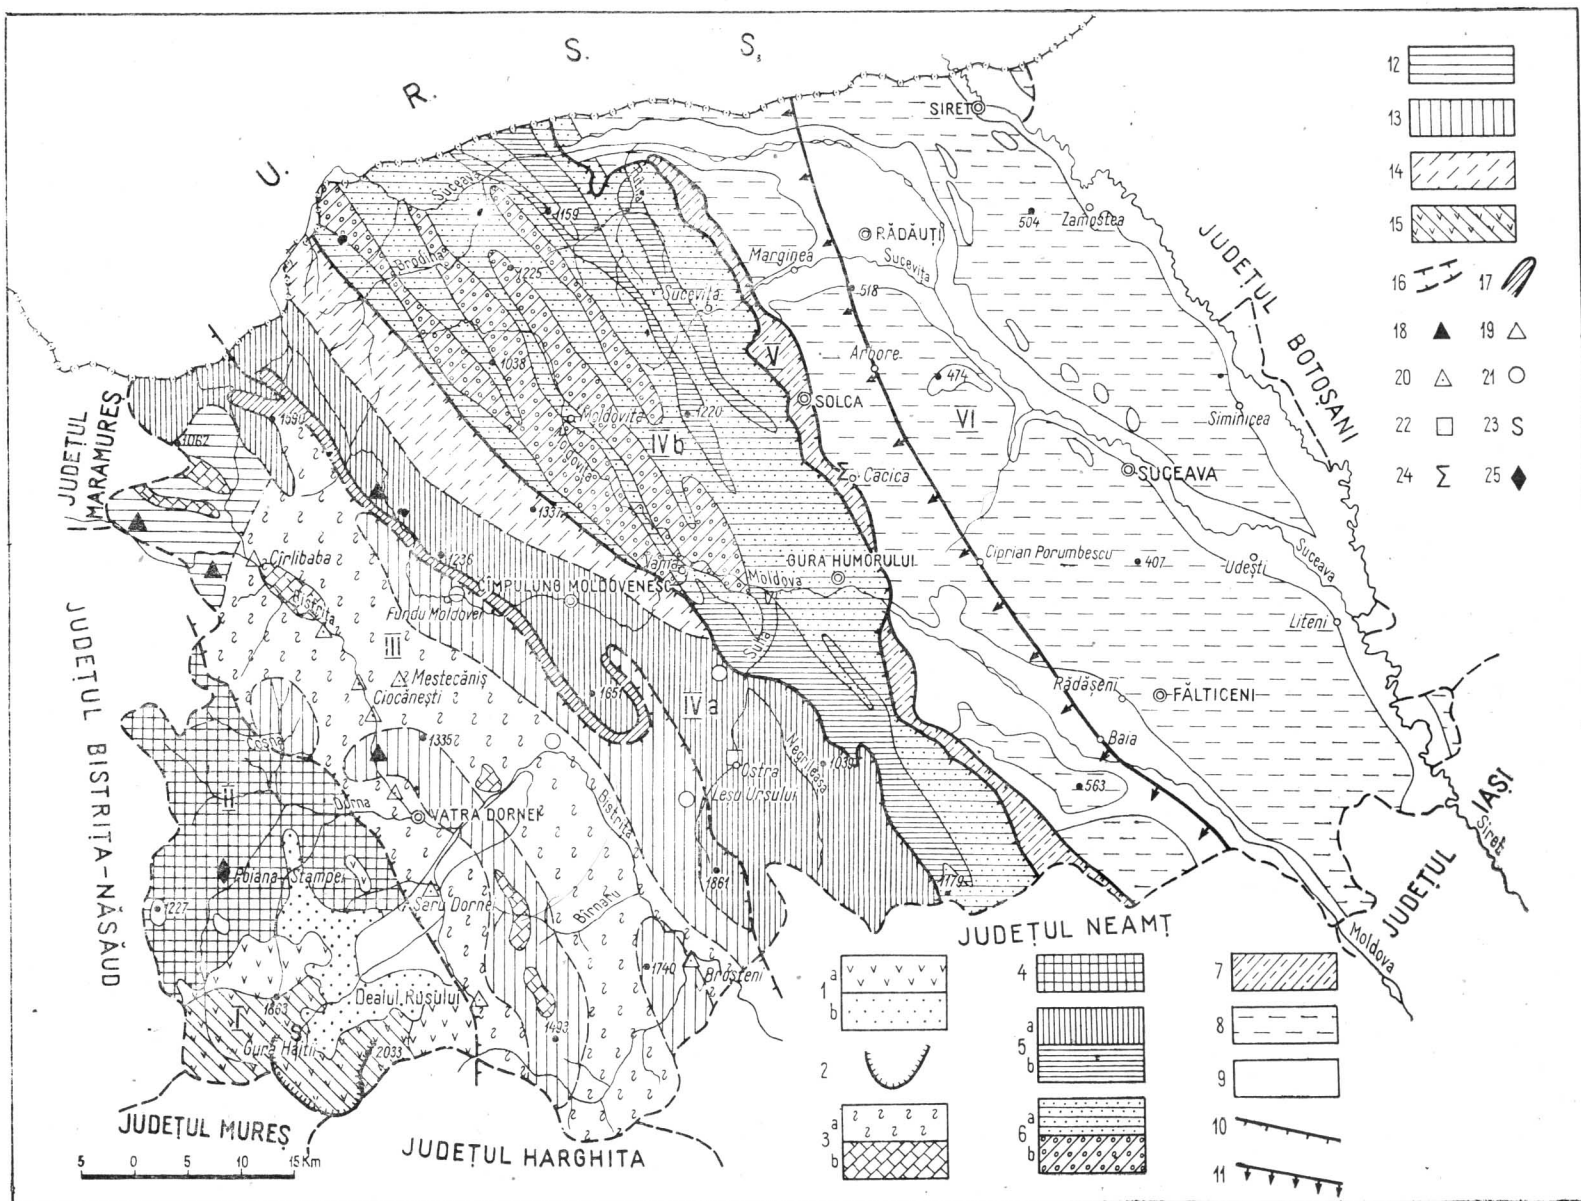 U. R. S. S.
SIRET
Suceava
Putna
1159
504
Zamostea
RĂDĂUȚI
Marginea
Sucevița
Brodina
1225
Sucevița
518
JUDEȚUL BOTOȘANI
Arbore
V
1038
474
SOLCA
VI
Siminicea
1220
Moldovița
IVb
Moldovița
1590
1062
JUDEȚUL MARAMUREȘ
Cacica
SUCEAVA
1337
Cîrlibaba
1236
Vama
GURA HUMORULUI
Ciprian Porumbescu
407
Udești
Suceava
CÎMPULUNG MOLDOVENESC
Moldova
Bistrița
Fundu Moldovei
Liteni
III
Suha
JUDEȚUL BISTRIȚA-NĂSĂUD
Mestecăniș
Ciocănești
1651
IVa
Rădășeni
FĂLTICENI
Coșna
1335
Baia
Negrileasa
1039
Ostra
Leșu Ursului
563
II
Dorna
VATRA DORNEI
Bistrița
JUDEȚUL IAȘI
Siret
Poiana Stampei
1861
1179
1227
Șaru Dornei
Bîrnaru
JUDEȚUL NEAMȚ
Moldova
1740
Broșteni
1863
Dealul Rusului
I
S
Gura Haitii
2033
1493
JUDEȚUL MUREȘ
JUDEȚUL HARGHITA
5 0 5 10 15 Km
12
13
14
15
16 17
18 19
20 21
22 23 S
24 Σ 25
1 a b
2
3 a b
4
5 a b
6 a b
7
8
9
10
11